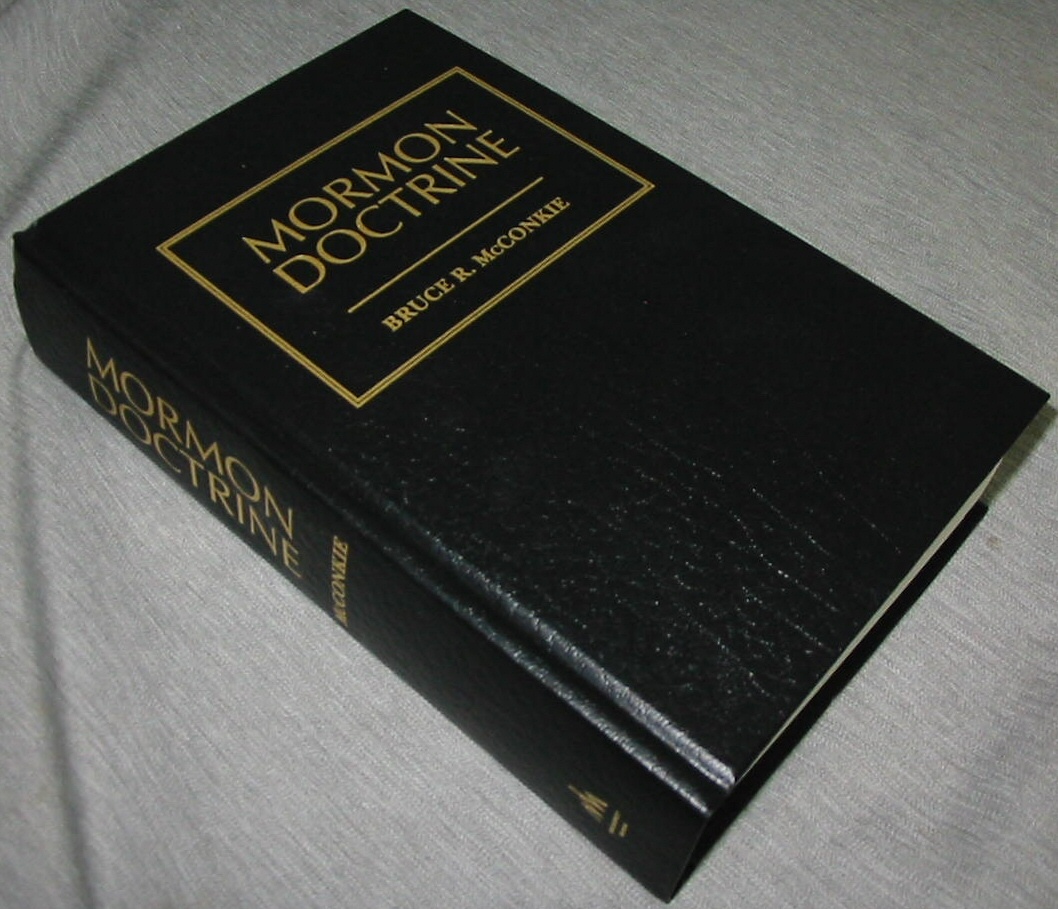 MORMON
DOCTRINE
BRUCE R. McCONKIE
MORMON
DOCTRINE
McCONKIE